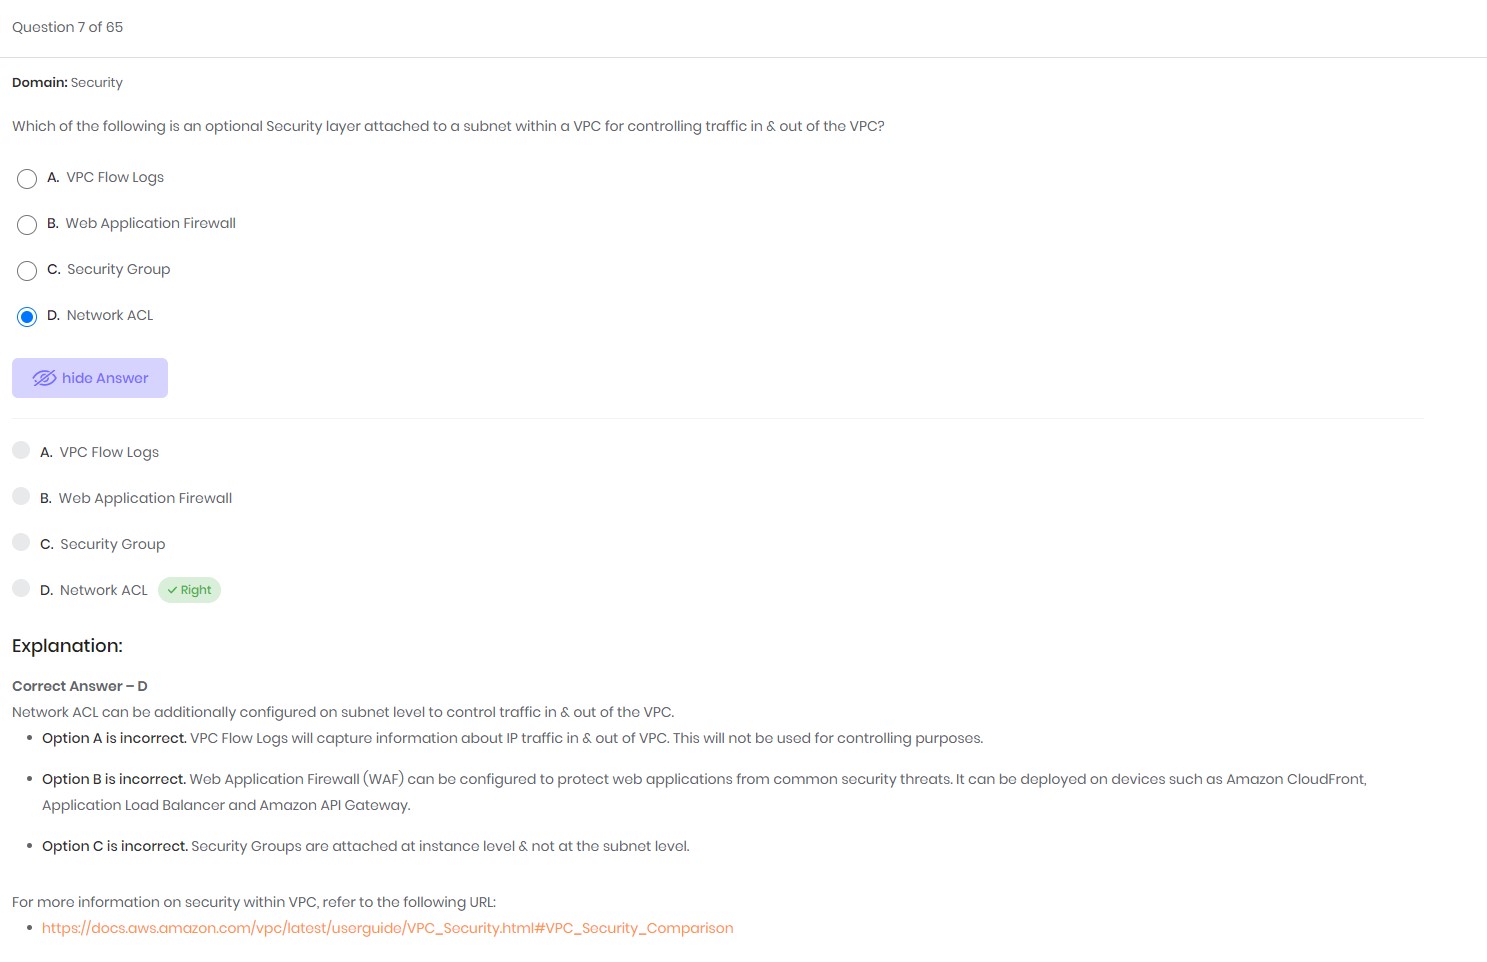 Question 7 of 65
Domain: Security
Which of the following is an optional Security layer attached to a subnet within a VPC for controlling traffic in & out of the VPC?
A. VPC Flow Logs
B. Web Application Firewall
C. Security Group
D. Network ACL
hide Answer
A. VPC Flow Logs
B. Web Application Firewall
C. Security Group
D. Network ACL Right
Explanation:
Correct Answer – D
Network ACL can be additionally configured on subnet level to control traffic in & out of the VPC.
Option A is incorrect. VPC Flow Logs will capture information about IP traffic in & out of VPC. This will not be used for controlling purposes.
Option B is incorrect. Web Application Firewall (WAF) can be configured to protect web applications from common security threats. It can be deployed on devices such as Amazon CloudFront,
Application Load Balancer and Amazon API Gateway.
Option C is incorrect. Security Groups are attached at instance level & not at the subnet level.
For more information on security within VPC, refer to the following URL:
https://docs.aws.amazon.com/vpc/latest/userguide/VPC_Security.html#VPC_Security_Comparison